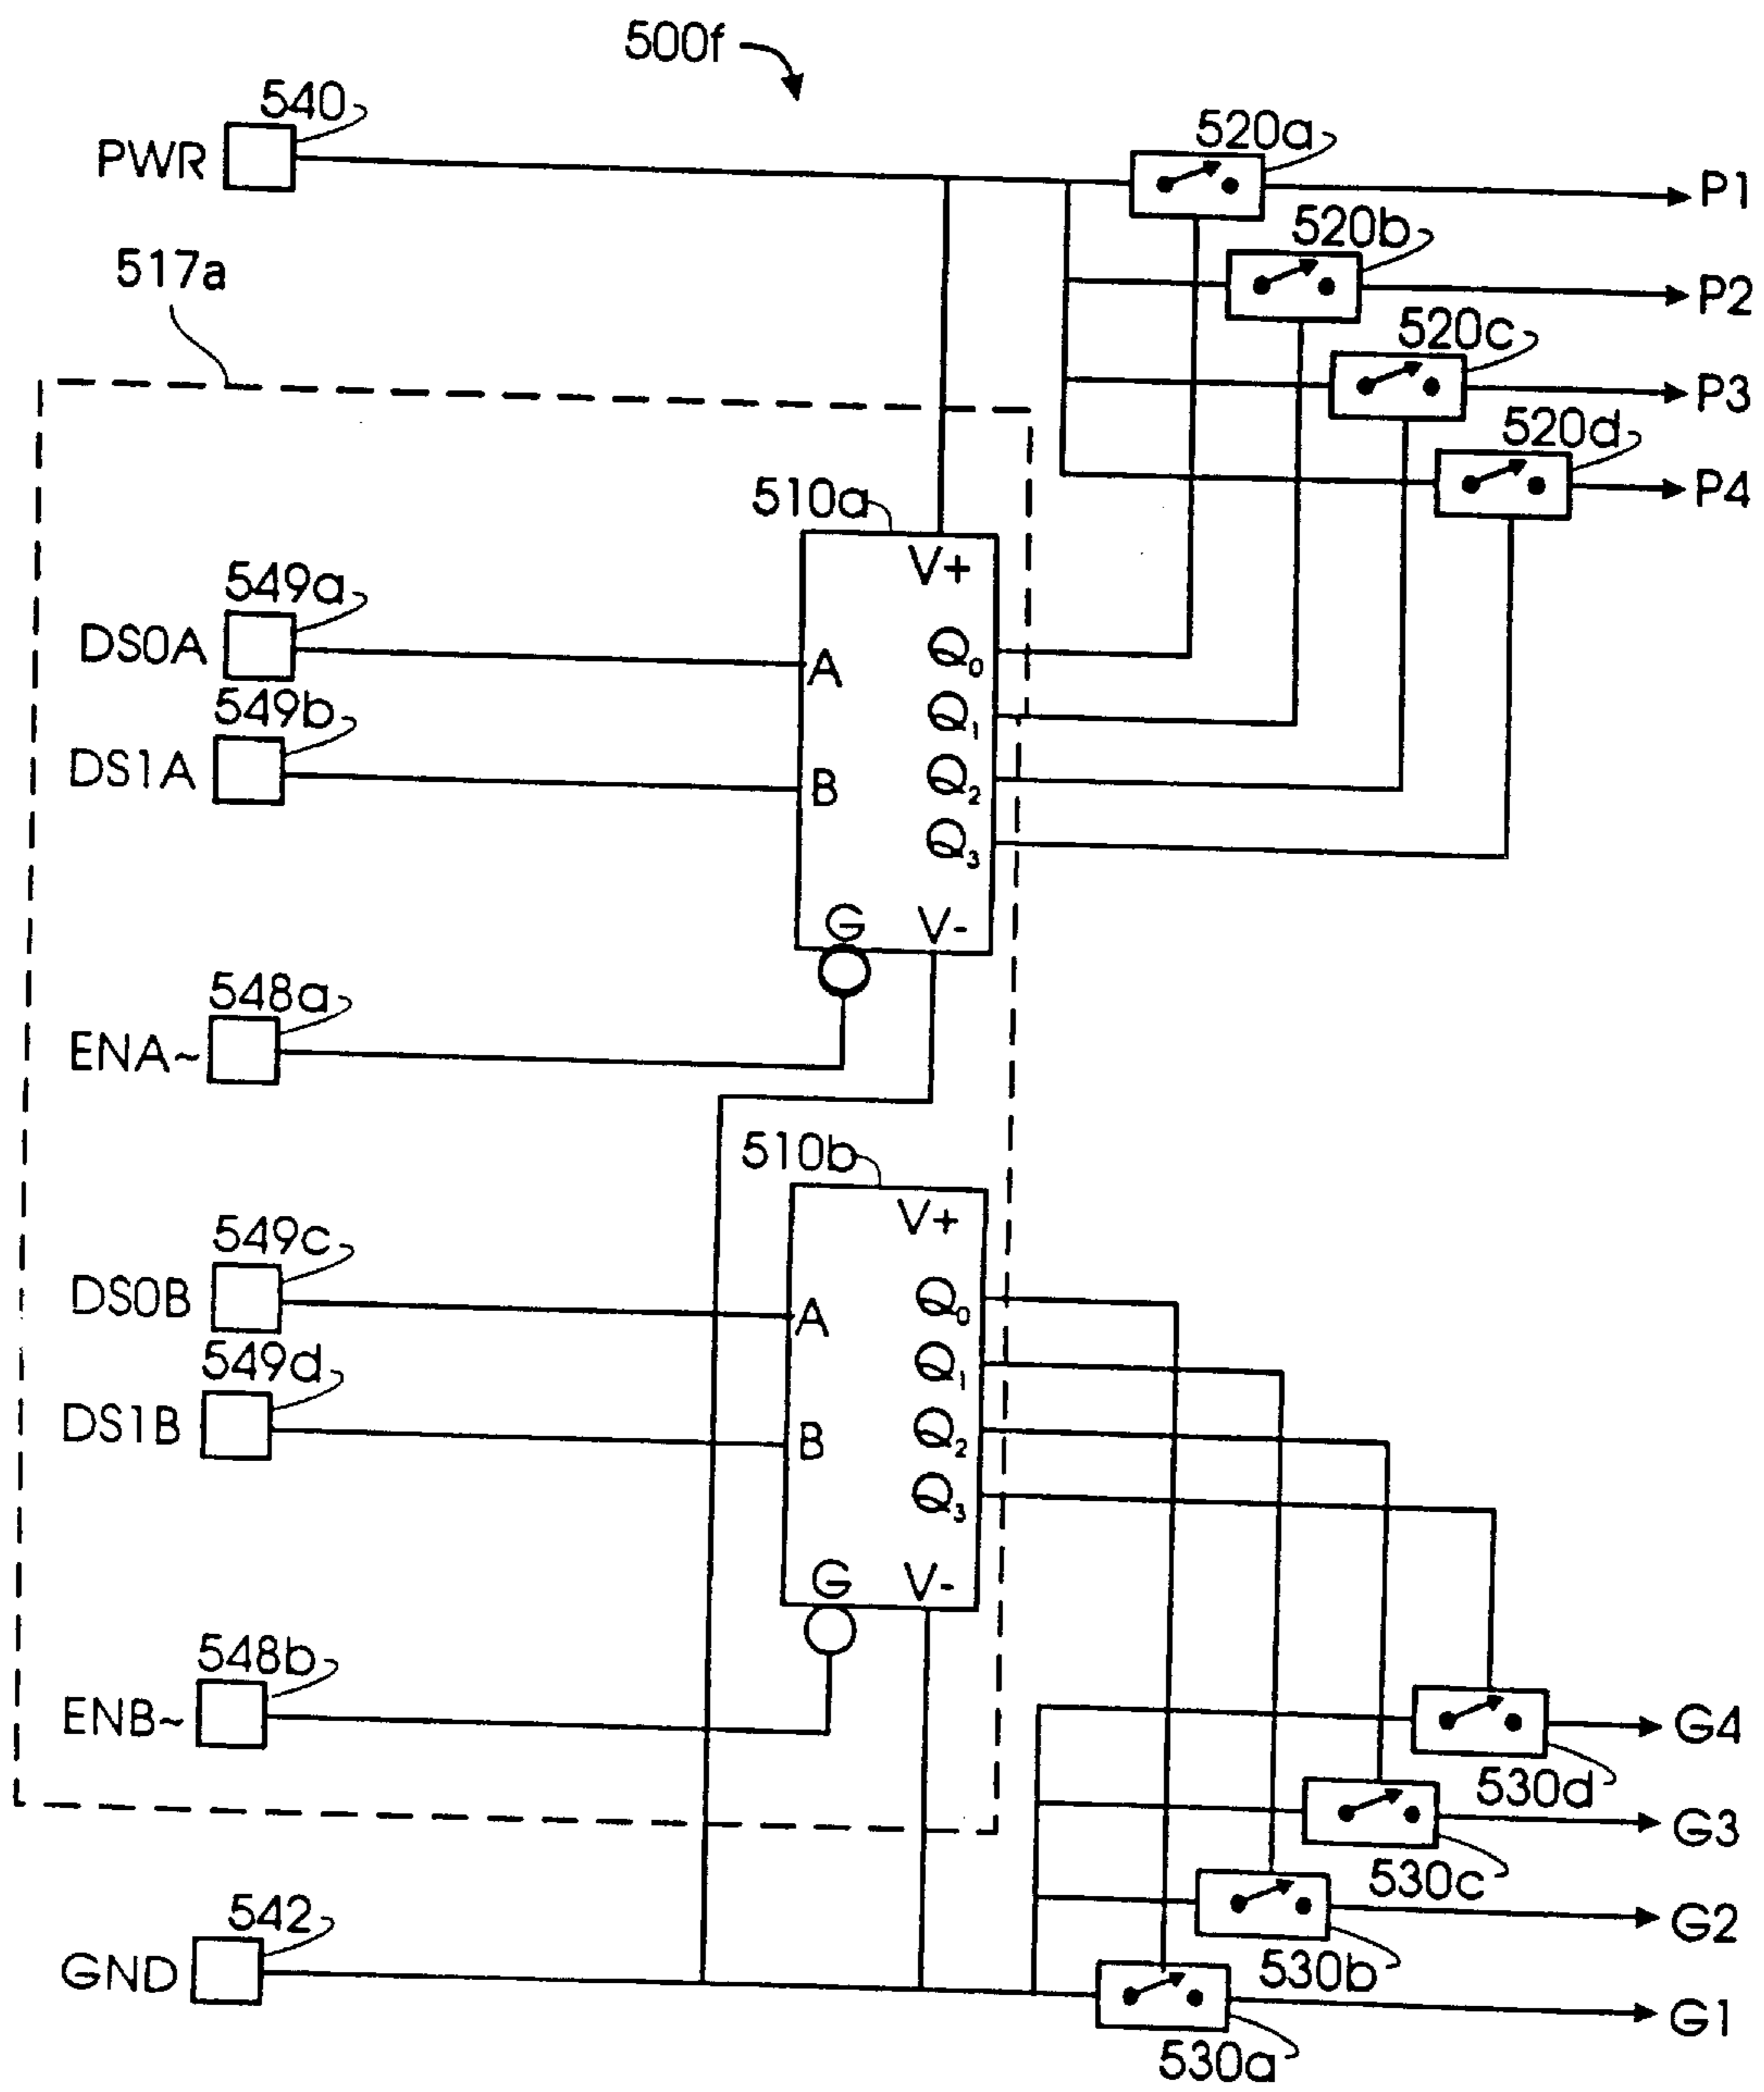 500f
540
PWR
520a
P1
520b
P2
517a
520c
P3
520d
P4
510a
V+
549a
DS0A
A
Q0
549b
Q1
DS1A
B
Q2
Q3
G V-
548a
ENA~
510b
V+
549c
DS0B
A
Q0
549d
Q1
DS1B
B
Q2
Q3
G V-
548b
ENB~
G4
530d
G3
530c
542
G2
530b
GND
G1
530a